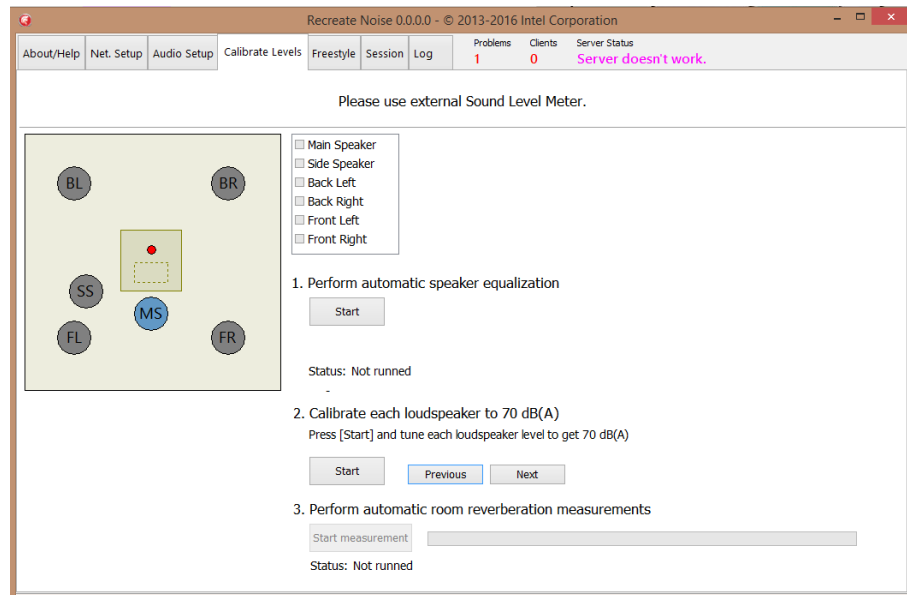 Recreate Noise 0.0.0.0 - © 2013-2016 Intel Corporation
About/Help Net. Setup Audio Setup Calibrate Levels Freestyle Session Log
Problems Clients Server Status
1 0 Server doesn't work.
Please use external Sound Level Meter.
BL BR
SS
MS
FL FR
Main Speaker
Side Speaker
Back Left
Back Right
Front Left
Front Right
1. Perform automatic speaker equalization
Start
Status: Not runned
-
2. Calibrate each loudspeaker to 70 dB(A)
Press [Start] and tune each loudspeaker level to get 70 dB(A)
Start Previous Next
3. Perform automatic room reverberation measurements
Start measurement
Status: Not runned